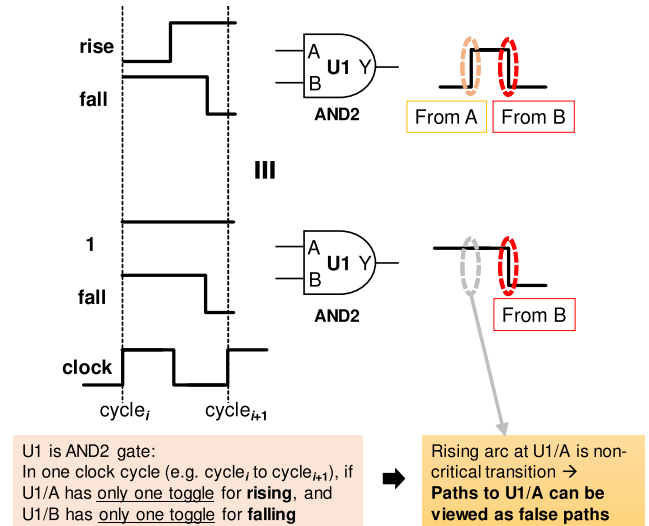 rise
A
U1 Y
B
fall
AND2
From A
From B
III
1
A
U1 Y
B
fall
AND2
From B
clock
cycle i
cycle i+1
U1 is AND2 gate:
In one clock cycle (e.g. cycle i to cycle i+1), if
U1/A has only one toggle for rising, and
U1/B has only one toggle for falling
Rising arc at U1/A is non-
critical transition →
Paths to U1/A can be
viewed as false paths